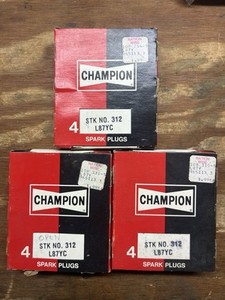 CHAMPION
STK NO. 312
L87YC
4 SPARK PLUGS
CHAMPION
OPEN
STK NO. 312
L87YC
4 SPARK PLUGS
CHAMPION
STK NO. 312
L87YC
4 SPARK PLUGS